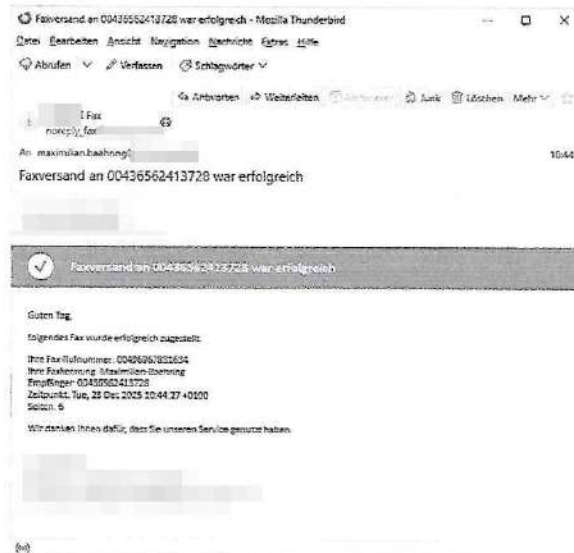 Faxversand an 00436562413728 war erfolgreich - Mozilla Thunderbird
Datei Bearbeiten Ansicht Navigation Nachricht Extras Hilfe
Abrufen Verfassen Schlagwörter
Antworten Weiterleiten Archivieren Junk Löschen Mehr
Fax
noreply_fax
An maximilian.baehring
10:44
Faxversand an 00436562413728 war erfolgreich
Faxversand an 00436562413728 war erfolgreich
Guten Tag,
folgendes Fax wurde erfolgreich zugestellt:
Ihre Fax-Rufnummer:
Ihre Faxkennung: Maximilian-Baehring
Empfänger: 00436562413728
Zeitpunkt: Tue, 23 Dec 2025 10:44:27 +0100
Seiten: 6
Wir danken Ihnen dafür, dass Sie unseren Service genutzt haben.